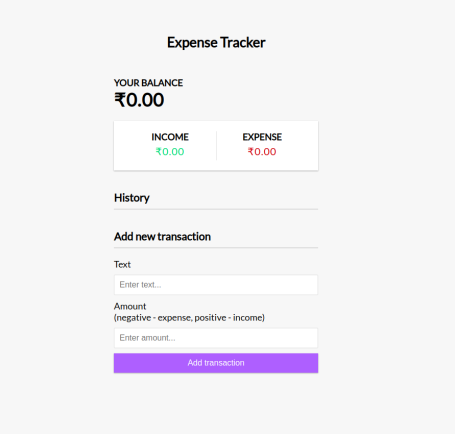 Expense Tracker
YOUR BALANCE
₹0.00
INCOME
EXPENSE
₹0.00
₹0.00
History
Add new transaction
Text
Enter text...
Amount
(negative - expense, positive - income)
Enter amount...
Add transaction